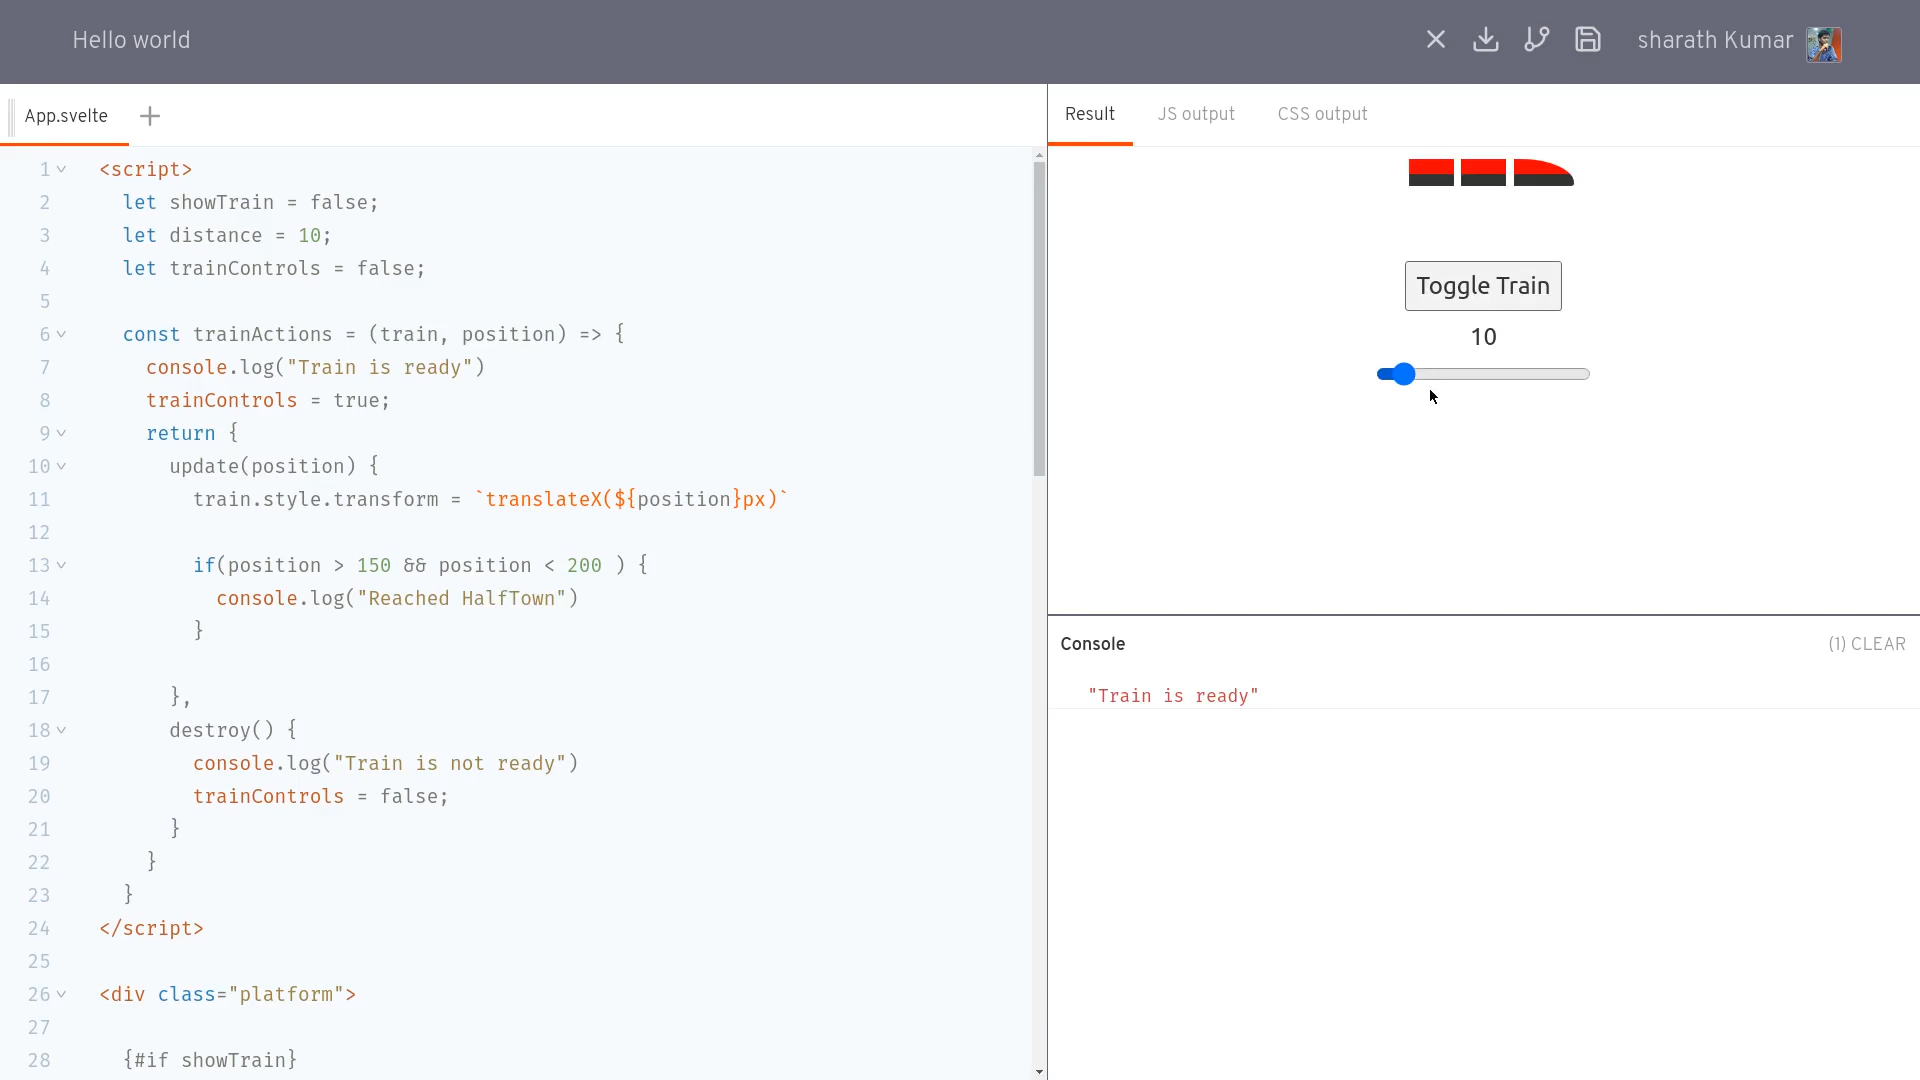 Hello world
sharath Kumar
App.svelte
Result JS output CSS output
1 <script>
2 let showTrain = false;
3 let distance = 10;
4 let trainControls = false;
5
6 const trainActions = (train, position) => {
7 console.log("Train is ready")
8 trainControls = true;
9 return {
10 update(position) {
11 train.style.transform = `translateX(${position}px)`
12
13 if(position > 150 && position < 200 ) {
14 console.log("Reached HalfTown")
15 }
16
17 },
18 destroy() {
19 console.log("Train is not ready")
20 trainControls = false;
21 }
22 }
23 }
24 </script>
25
26 <div class="platform">
27
28 {#if showTrain}
Toggle Train
10
Console
(1) CLEAR
"Train is ready"